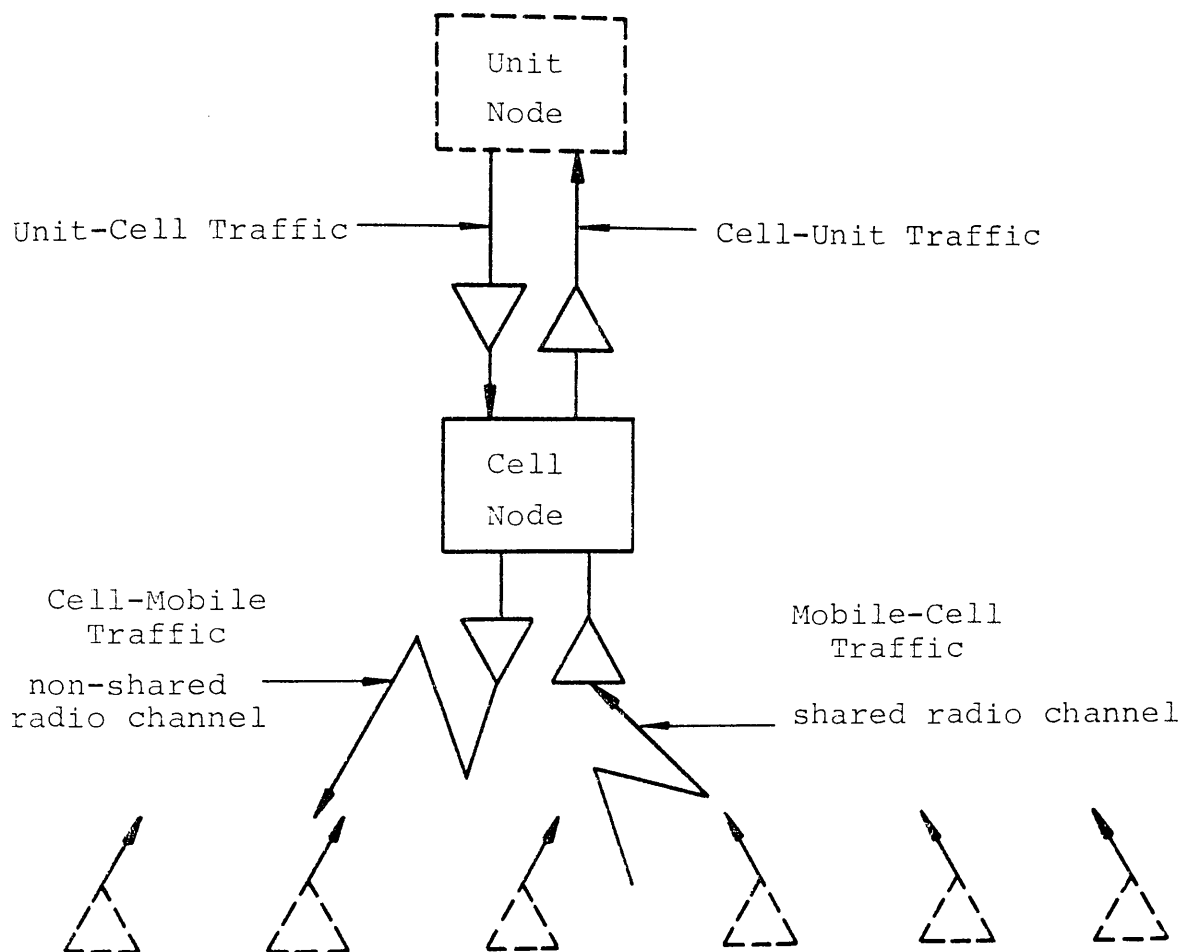 Unit
Node
Unit-Cell Traffic
Cell-Unit Traffic
Cell
Node
Cell-Mobile
Traffic
non-shared
radio channel
Mobile-Cell
Traffic
shared radio channel